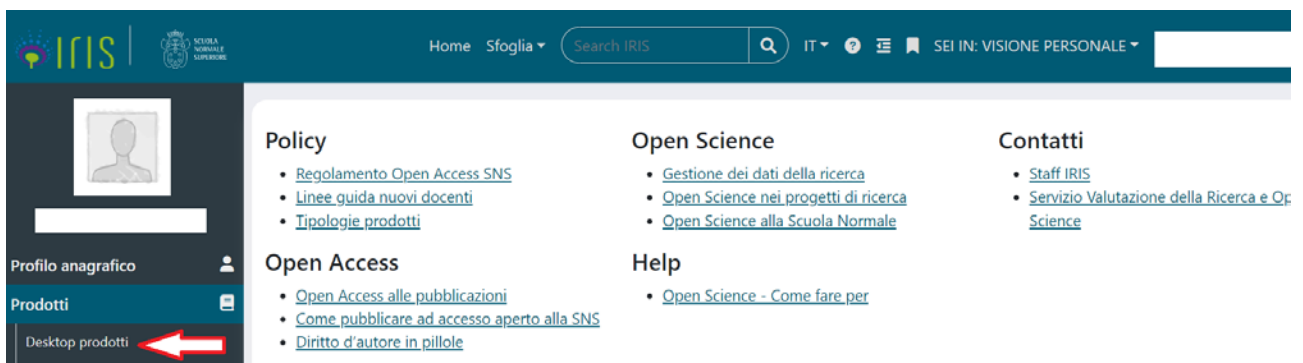 IRIS
SCUOLA
NORMALE
SUPERIORE
Home Sfoglia Search IRIS IT SEI IN: VISIONE PERSONALE
Profilo anagrafico
Prodotti
Desktop prodotti
Policy
Regolamento Open Access SNS
Linee guida nuovi docenti
Tipologie prodotti
Open Science
Gestione dei dati della ricerca
Open Science nei progetti di ricerca
Open Science alla Scuola Normale
Contatti
Staff IRIS
Servizio Valutazione della Ricerca e Op
Science
Open Access
Open Access alle pubblicazioni
Come pubblicare ad accesso aperto alla SNS
Diritto d'autore in pillole
Help
Open Science - Come fare per